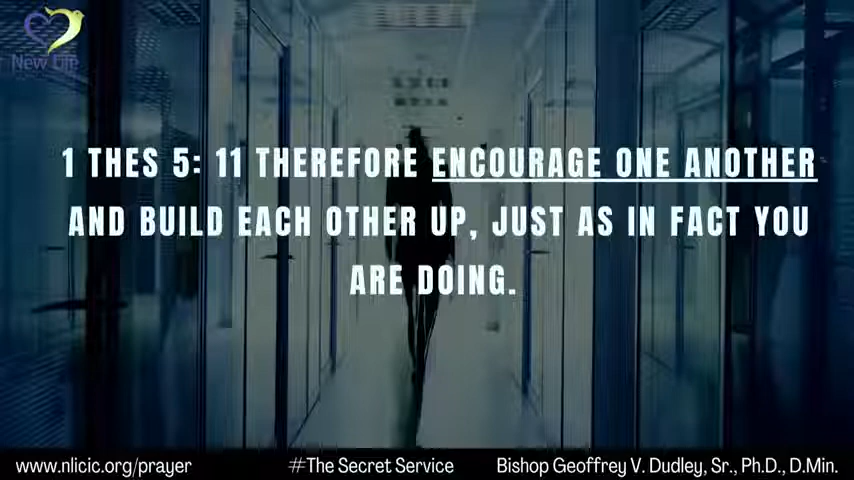 New Life
1 THES 5: 11 THEREFORE ENCOURAGE ONE ANOTHER
AND BUILD EACH OTHER UP, JUST AS IN FACT YOU
ARE DOING.
www.nlicic.org/prayer #The Secret Service Bishop Geoffrey V. Dudley, Sr., Ph.D., D.Min.